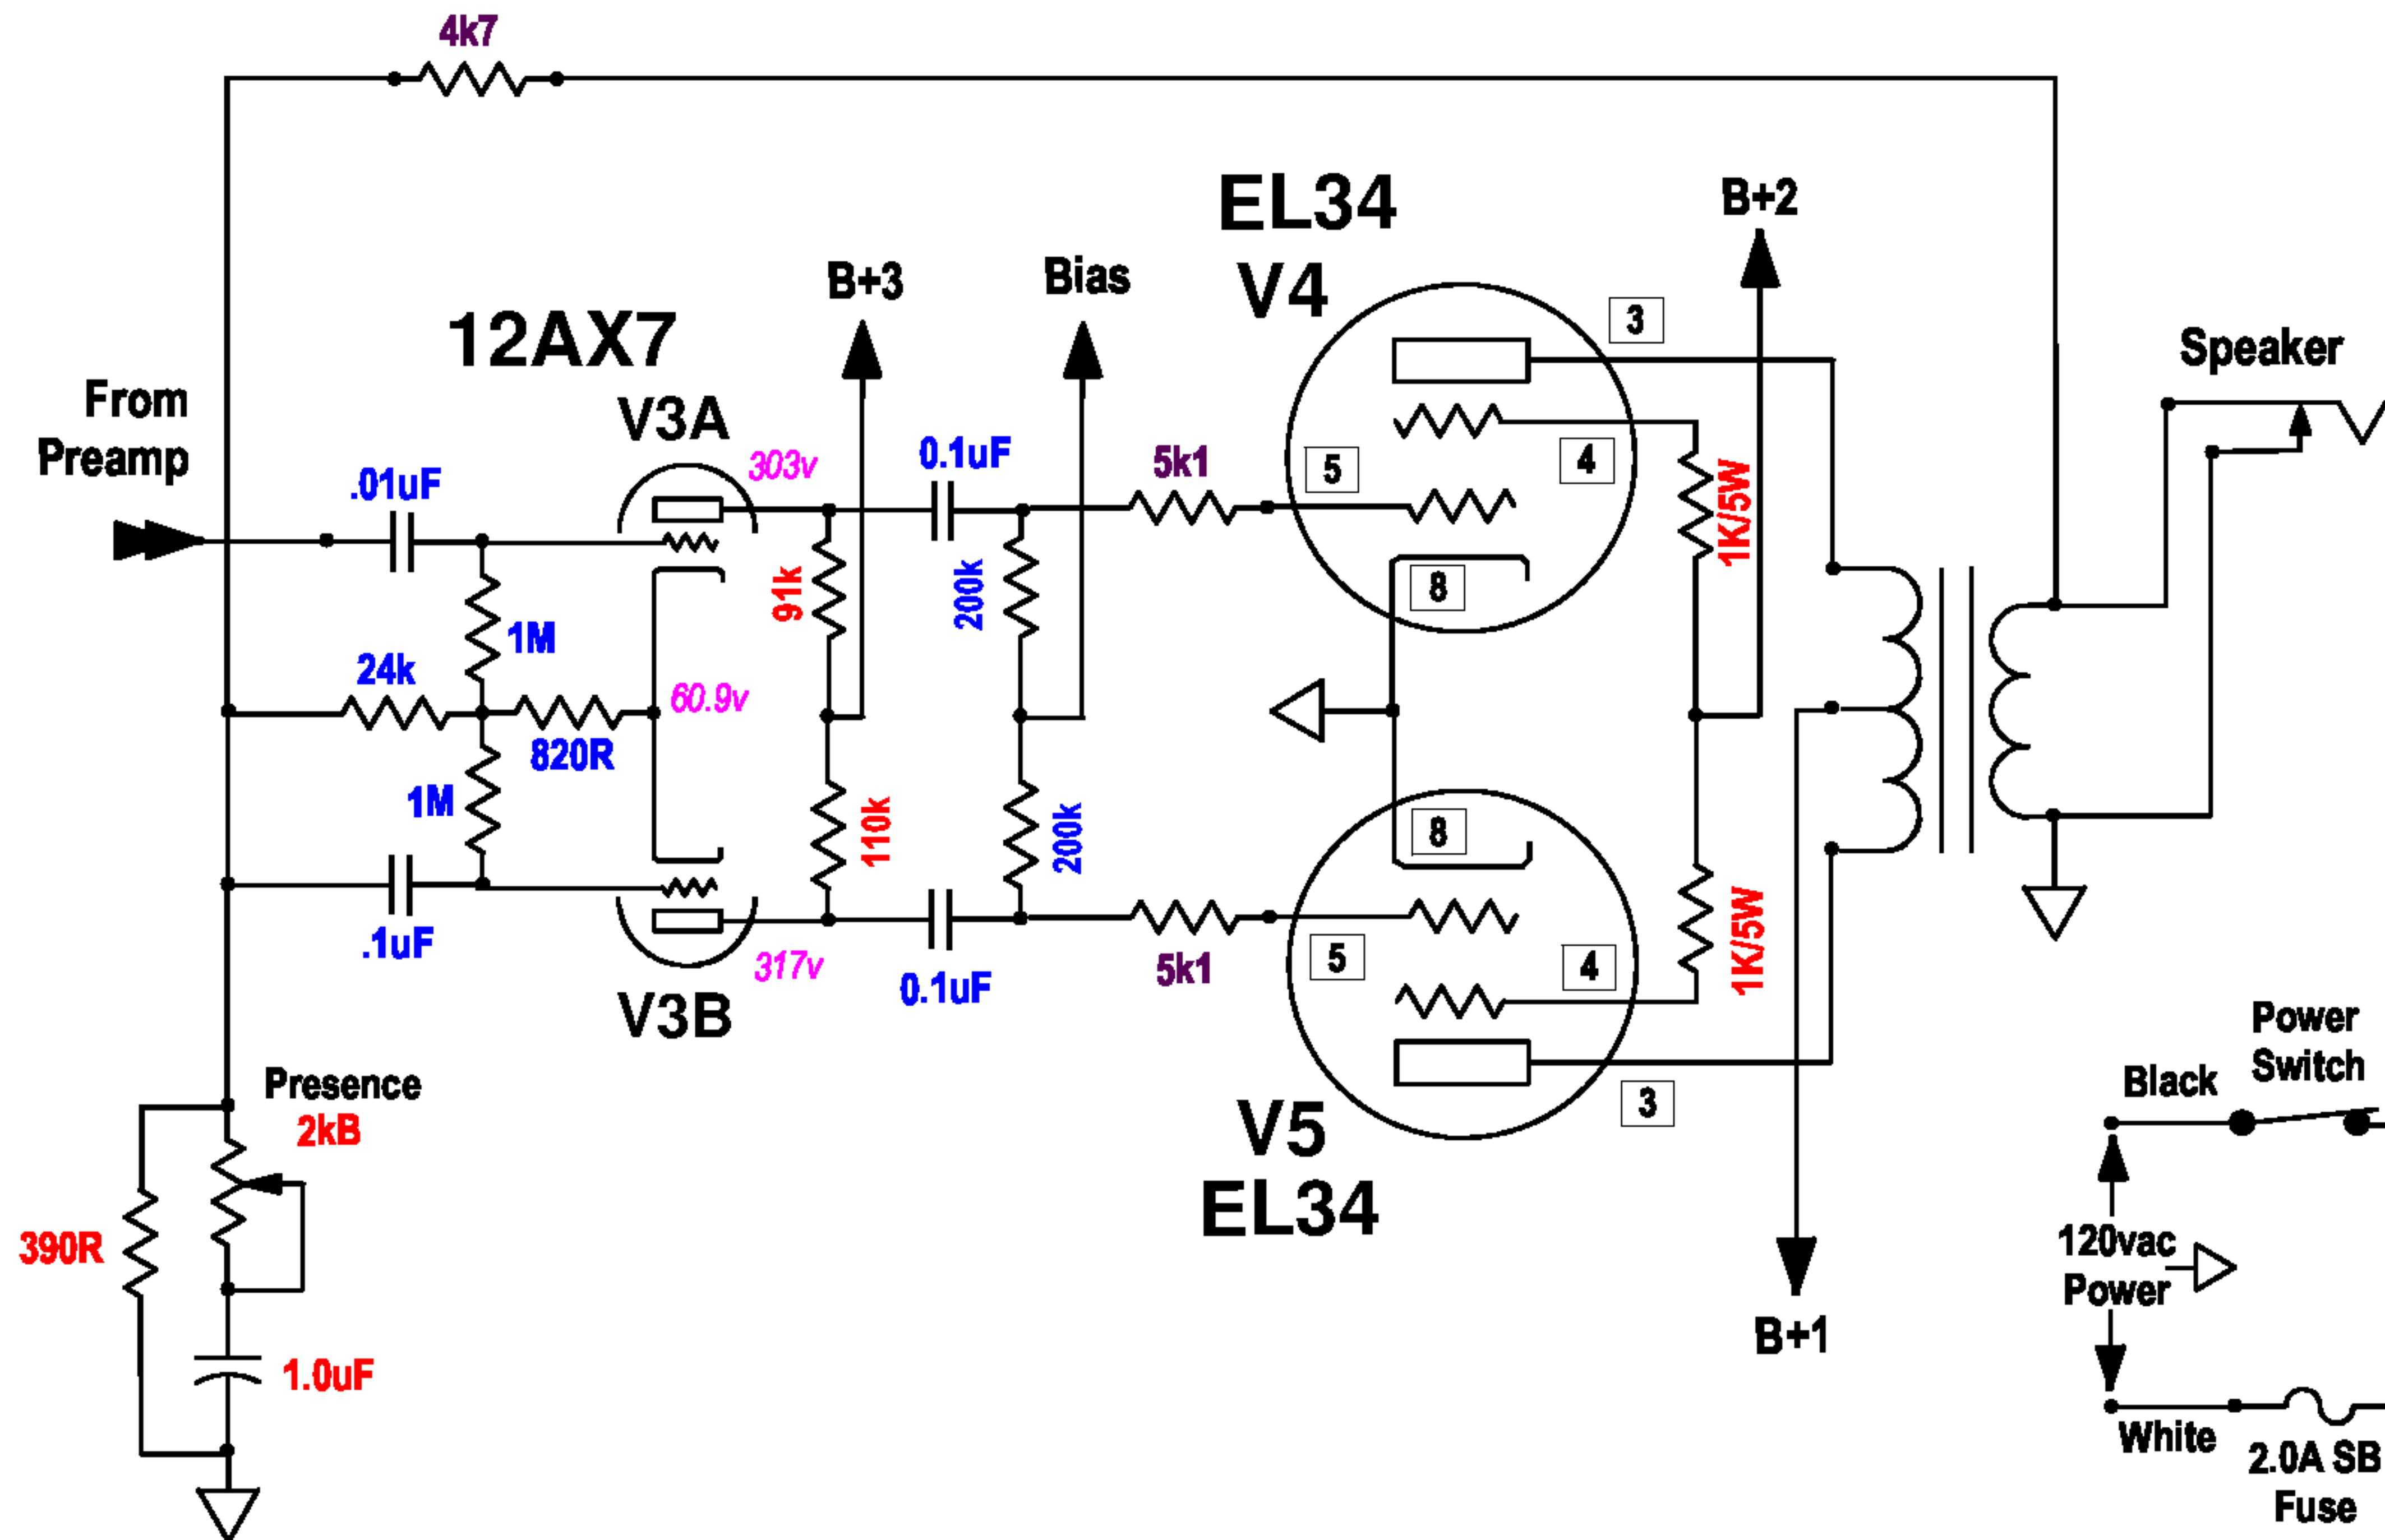 4k7
EL34
V4
B+2
B+3
Bias
12AX7
V3A
3
Speaker
From
Preamp
.01uF
303v
0.1uF
5k1
5
4
1K/5W
91k
200k
8
1M
24k
60.9v
820R
1M
110k
200k
8
.1uF
317v
0.1uF
5k1
5
4
1K/5W
V3B
Power
Switch
Black
Presence
2kB
3
V5
EL34
390R
120vac
Power
B+1
1.0uF
White
2.0A SB
Fuse